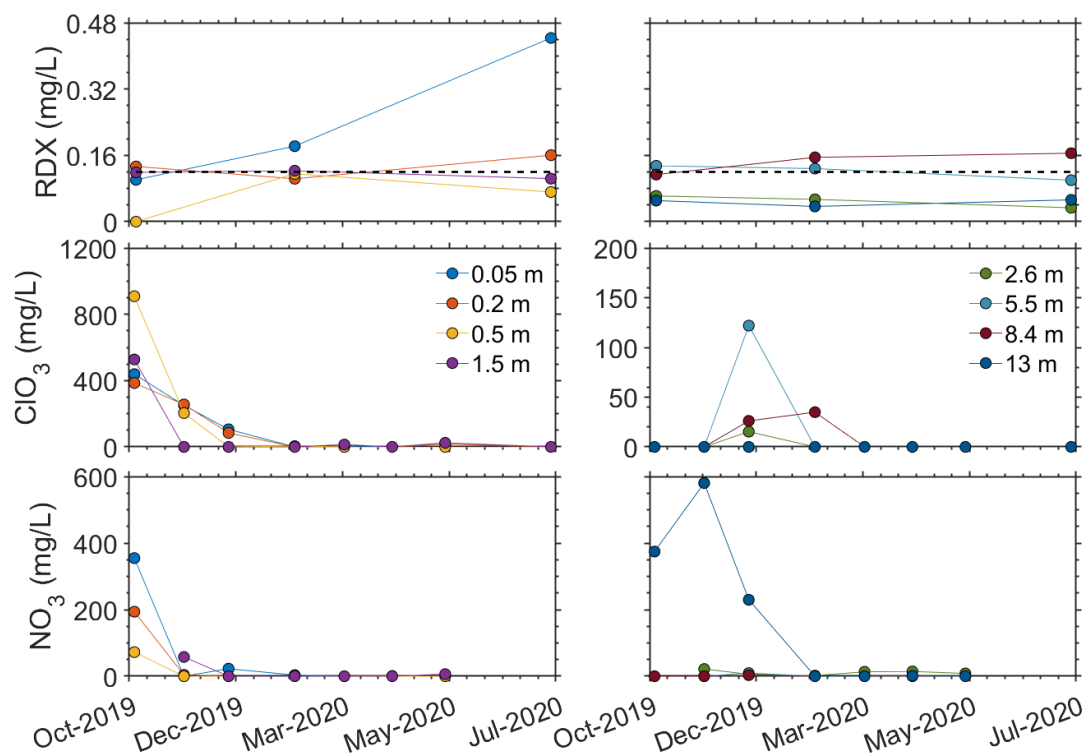 RDX (mg/L)
0.48
0.32
0.16
0
ClO3 (mg/L)
1200
800
400
0
0.05 m
0.2 m
0.5 m
1.5 m
200
150
100
50
0
2.6 m
5.5 m
8.4 m
13 m
NO3 (mg/L)
600
400
200
0
Oct-2019
Dec-2019
Mar-2020
May-2020
Jul-2020
Oct-2019
Dec-2019
Mar-2020
May-2020
Jul-2020